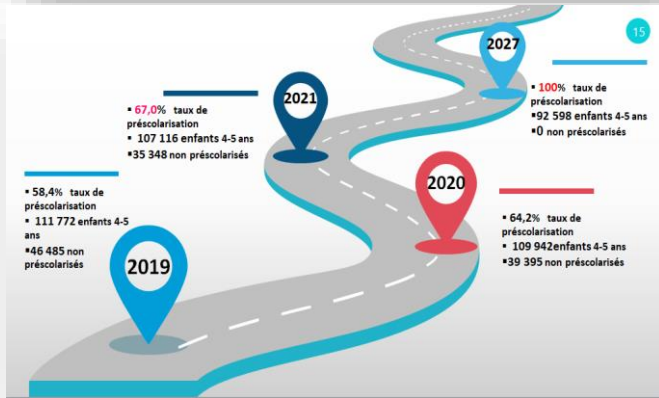 15
2027
▪ 100% taux de
préscolarisation
▪92 598 enfants 4-5 ans
▪0 non préscolarisés
2021
▪ 67,0% taux de
préscolarisation
▪ 107 116 enfants 4-5 ans
▪35 348 non préscolarisés
2020
▪ 64,2% taux de
préscolarisation
▪ 109 942enfants 4-5 ans
▪39 395 non préscolarisés
▪ 58,4% taux de
préscolarisation
▪ 111 772 enfants 4-5
ans
▪46 485 non
préscolarisés
2019